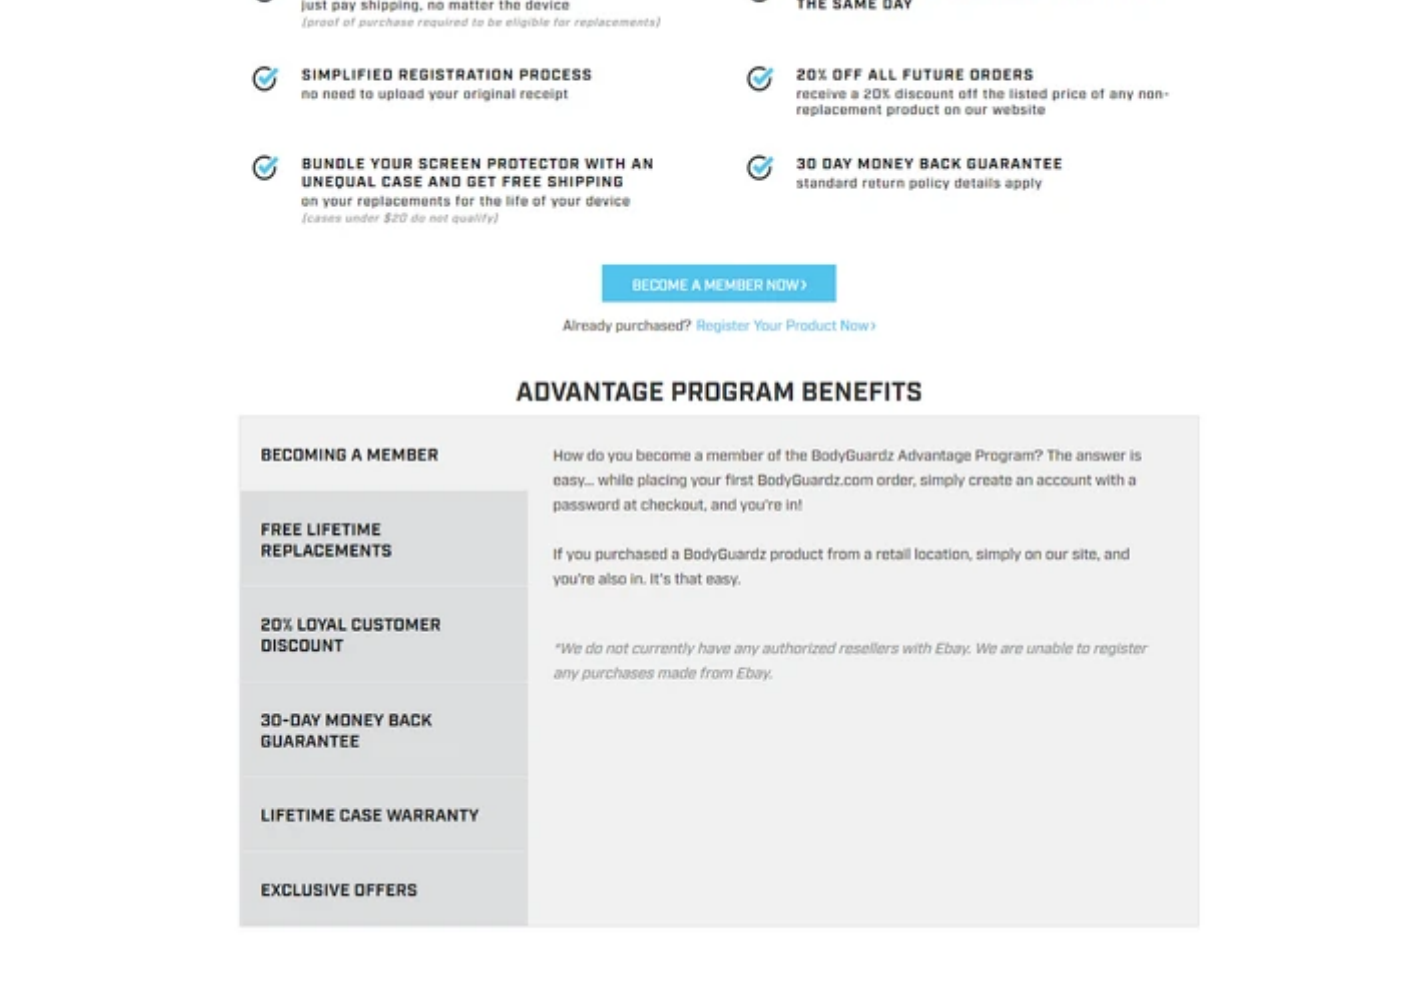 just pay shipping, no matter the device
(proof of purchase required to be eligible for replacements)
THE SAME DAY
SIMPLIFIED REGISTRATION PROCESS
no need to upload your original receipt
20% OFF ALL FUTURE ORDERS
receive a 20% discount off the listed price of any non-
replacement product on our website
BUNDLE YOUR SCREEN PROTECTOR WITH AN
UNEQUAL CASE AND GET FREE SHIPPING
on your replacements for the life of your device
(cases under $20 do not qualify)
30 DAY MONEY BACK GUARANTEE
standard return policy details apply
BECOME A MEMBER NOW›
Already purchased? Register Your Product Now›
ADVANTAGE PROGRAM BENEFITS
BECOMING A MEMBER
FREE LIFETIME
REPLACEMENTS
20% LOYAL CUSTOMER
DISCOUNT
30-DAY MONEY BACK
GUARANTEE
LIFETIME CASE WARRANTY
EXCLUSIVE OFFERS
How do you become a member of the BodyGuardz Advantage Program? The answer is
easy... while placing your first BodyGuardz.com order, simply create an account with a
password at checkout, and you're in!
If you purchased a BodyGuardz product from a retail location, simply on our site, and
you're also in. It's that easy.
*We do not currently have any authorized resellers with Ebay. We are unable to register
any purchases made from Ebay.